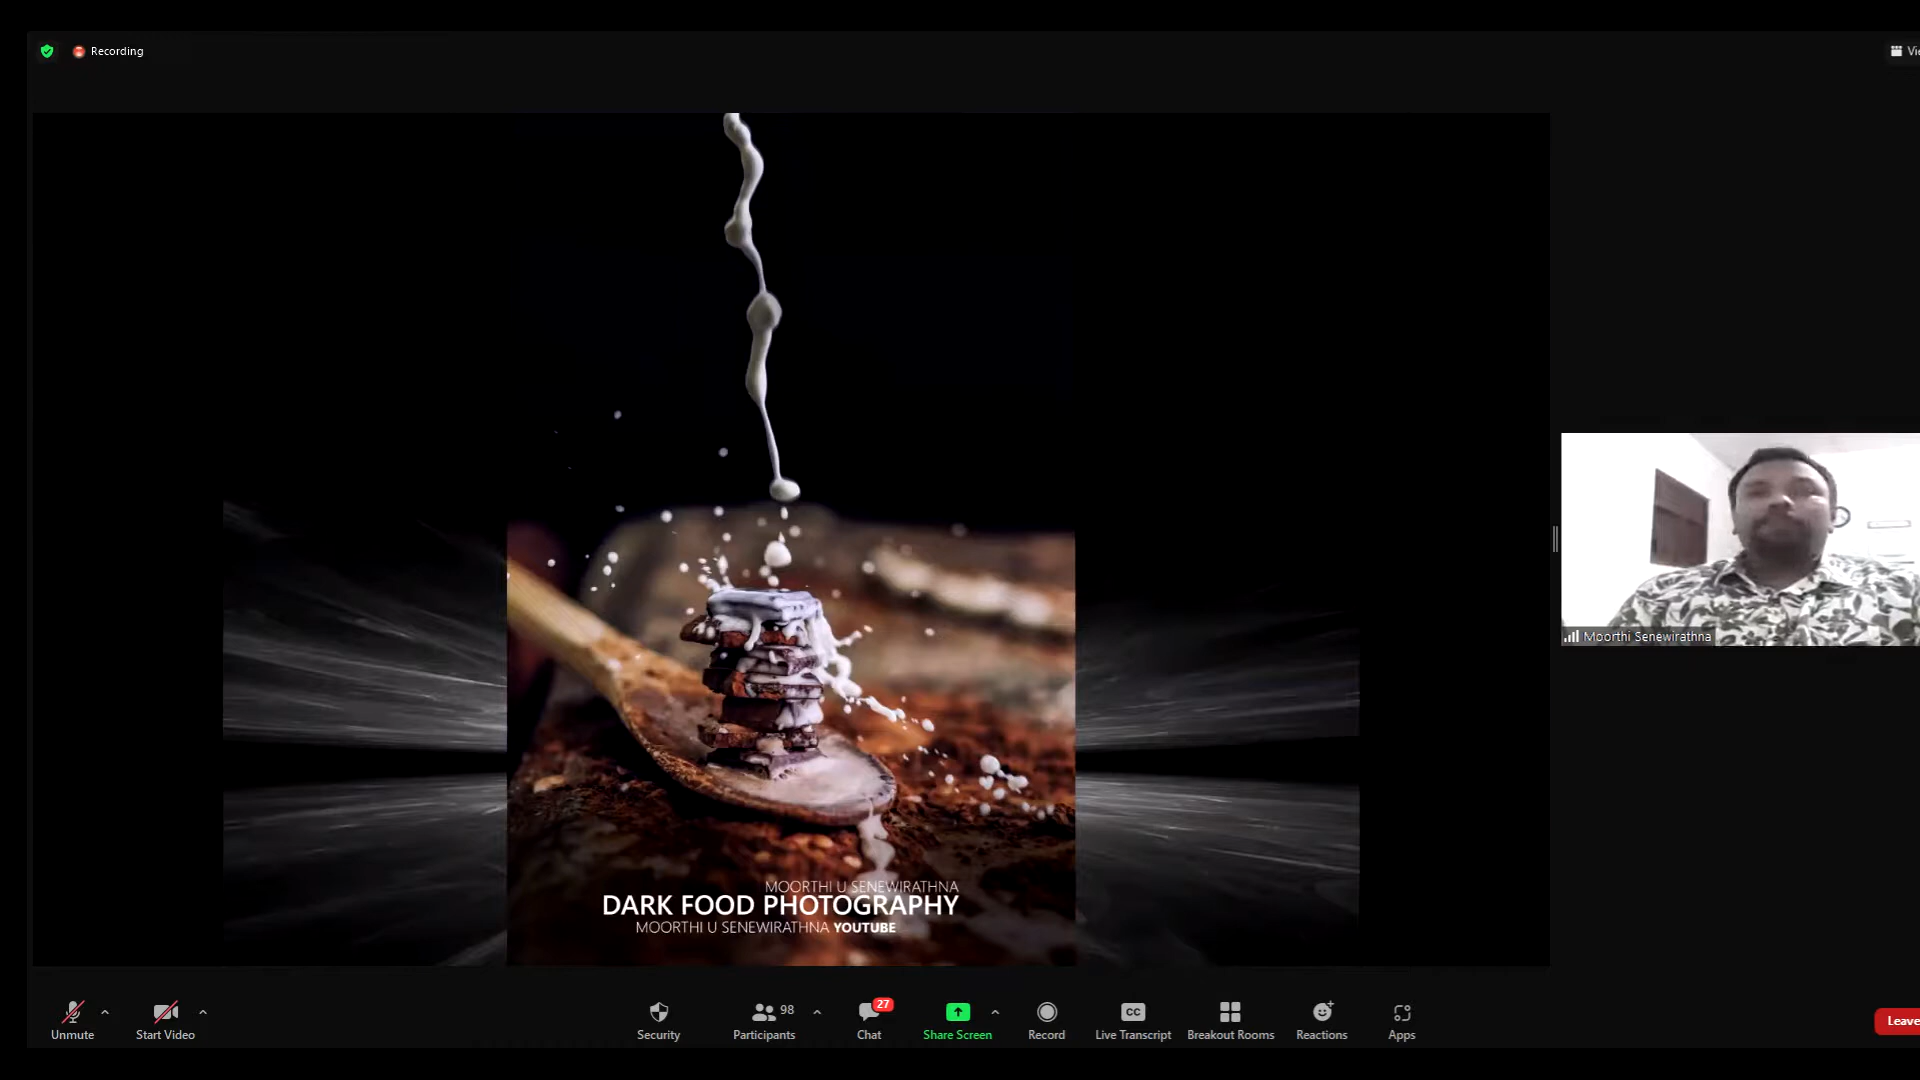 Recording
Vie
MOORTHI U SENEWIRATHNA
DARK FOOD PHOTOGRAPHY
MOORTHI U SENEWIRATHNA YOUTUBE
Moorthi Senewirathna
Unmute
Start Video
Security
98
Participants
27
Chat
Share Screen
Record
CC
Live Transcript
Breakout Rooms
Reactions
Apps
Leave